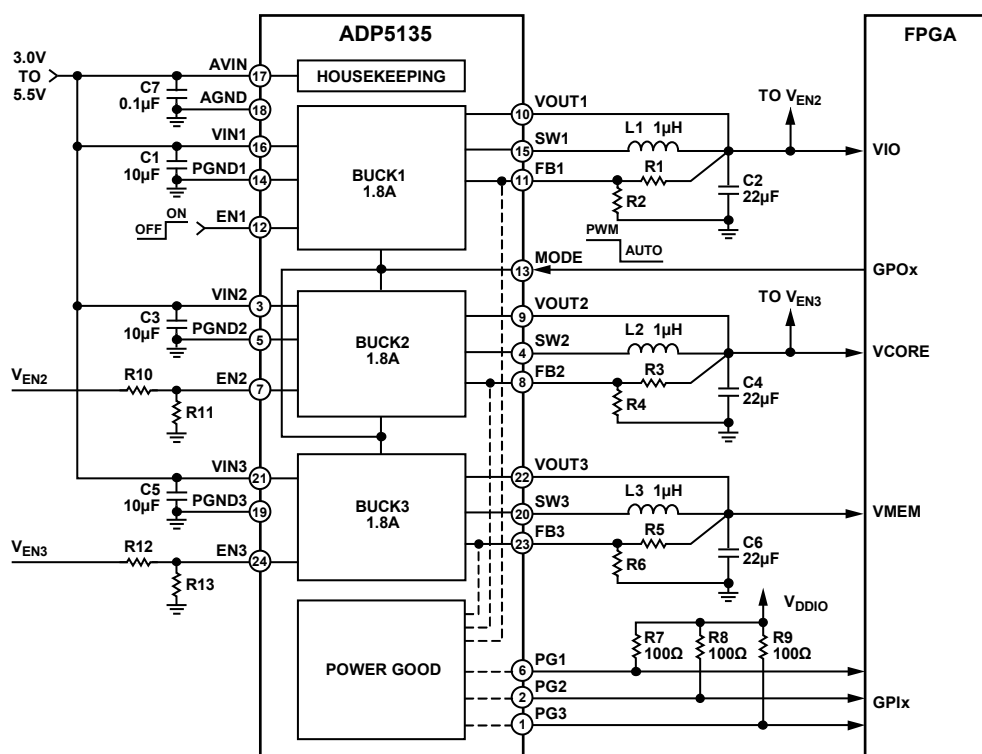 ADP5135
FPGA
3.0V
TO
5.5V
AVIN
17
HOUSEKEEPING
C7
0.1µF
AGND
18
VIN1
16
C1
10µF
PGND1
14
BUCK1
1.8A
OFF
ON
EN1
12
10
VOUT1
15
SW1
11
FB1
L1 1µH
R1
R2
C2
22µF
TO VEN2
VIO
PWM
AUTO
13
MODE
GPOx
VIN2
3
C3
10µF
PGND2
5
BUCK2
1.8A
VEN2
R10
EN2
7
R11
9
VOUT2
4
SW2
8
FB2
L2 1µH
R3
R4
C4
22µF
TO VEN3
VCORE
VIN3
21
C5
10µF
PGND3
19
BUCK3
1.8A
VEN3
R12
EN3
24
R13
22
VOUT3
20
SW3
23
FB3
L3 1µH
R5
R6
C6
22µF
VMEM
VDDIO
R7
100Ω
R8
100Ω
R9
100Ω
POWER GOOD
6
PG1
2
PG2
1
PG3
GPIx